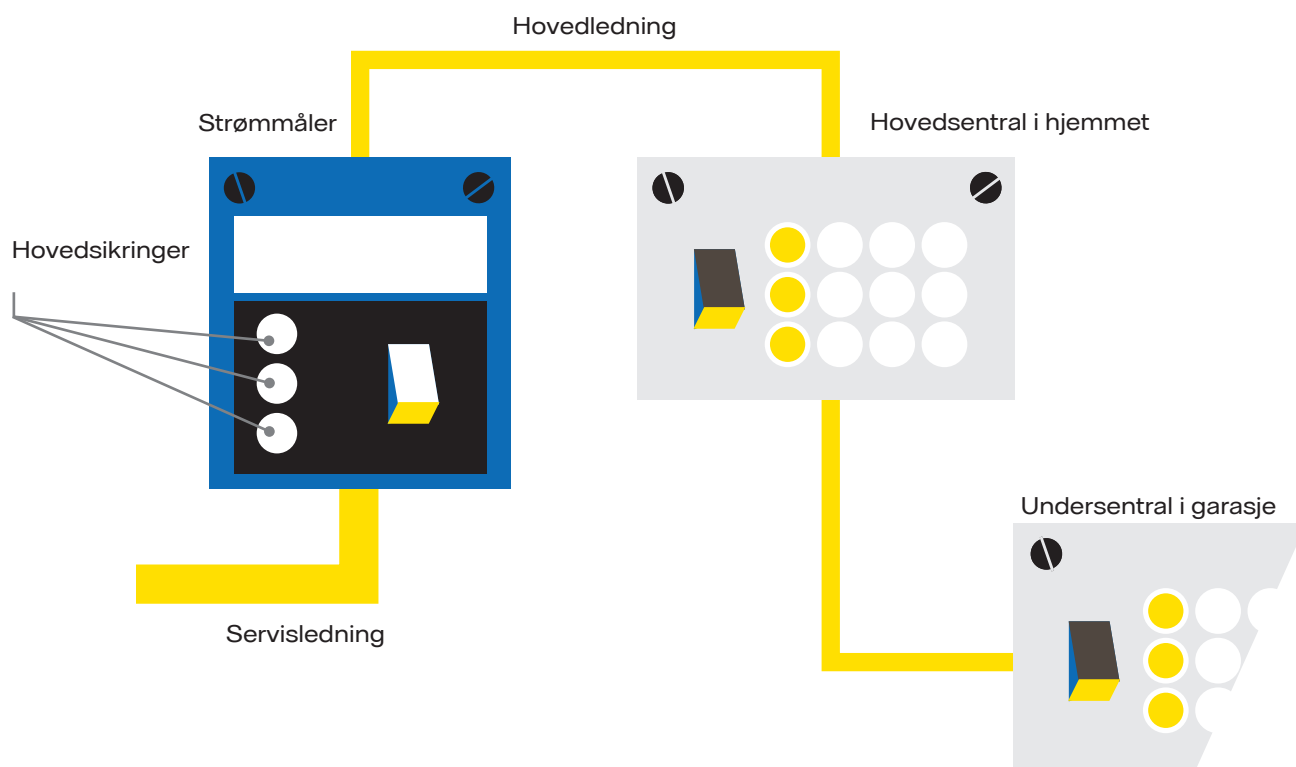 Hovedledning
Strømmåler
Hovedsentral i hjemmet
Hovedsikringer
Undersentral i garasje
Servisledning